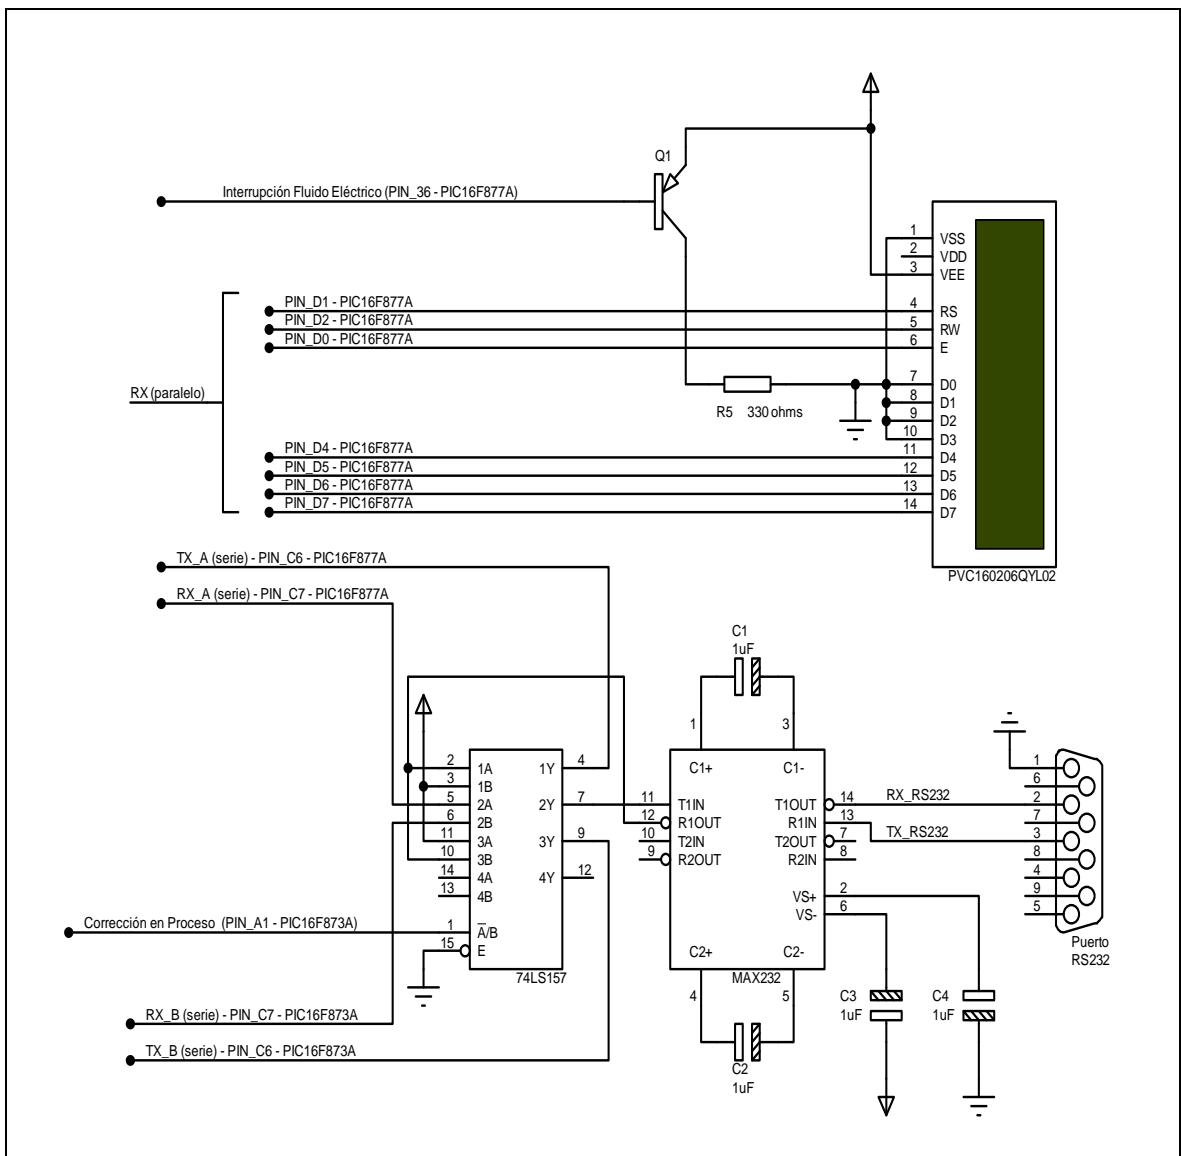 Q1
Interrupción Fluido Eléctrico (PIN_36 - PIC16F877A)
1 VSS
2 VDD
3 VEE
PIN_D1 - PIC16F877A 4 RS
PIN_D2 - PIC16F877A 5 RW
PIN_D0 - PIC16F877A 6 E
RX (paralelo)
7 D0
8 D1
9 D2
10 D3
R5 330 ohms
PIN_D4 - PIC16F877A 11 D4
PIN_D5 - PIC16F877A 12 D5
PIN_D6 - PIC16F877A 13 D6
PIN_D7 - PIC16F877A 14 D7
PVC160206QYL02
TX_A (serie) - PIN_C6 - PIC16F877A
RX_A (serie) - PIN_C7 - PIC16F877A
C1
1uF
1 3
C1+ C1-
2 1A 1Y 4
3 1B
5 2A 2Y 7
6 2B
11 3A 3Y 9
10 3B
14 4A 4Y 12
13 4B
1 A/B
15 E
74LS157
11 T1IN T1OUT 14
12 R1OUT R1IN 13
10 T2IN T2OUT 7
9 R2OUT R2IN 8
VS+ 2
VS- 6
C2+ C2-
MAX232
4 5
RX_RS232
TX_RS232
1
6
2
7
3
8
4
9
5
Puerto
RS232
Corrección en Proceso (PIN_A1 - PIC16F873A)
C3
1uF
C4
1uF
RX_B (serie) - PIN_C7 - PIC16F873A
TX_B (serie) - PIN_C6 - PIC16F873A
C2
1uF